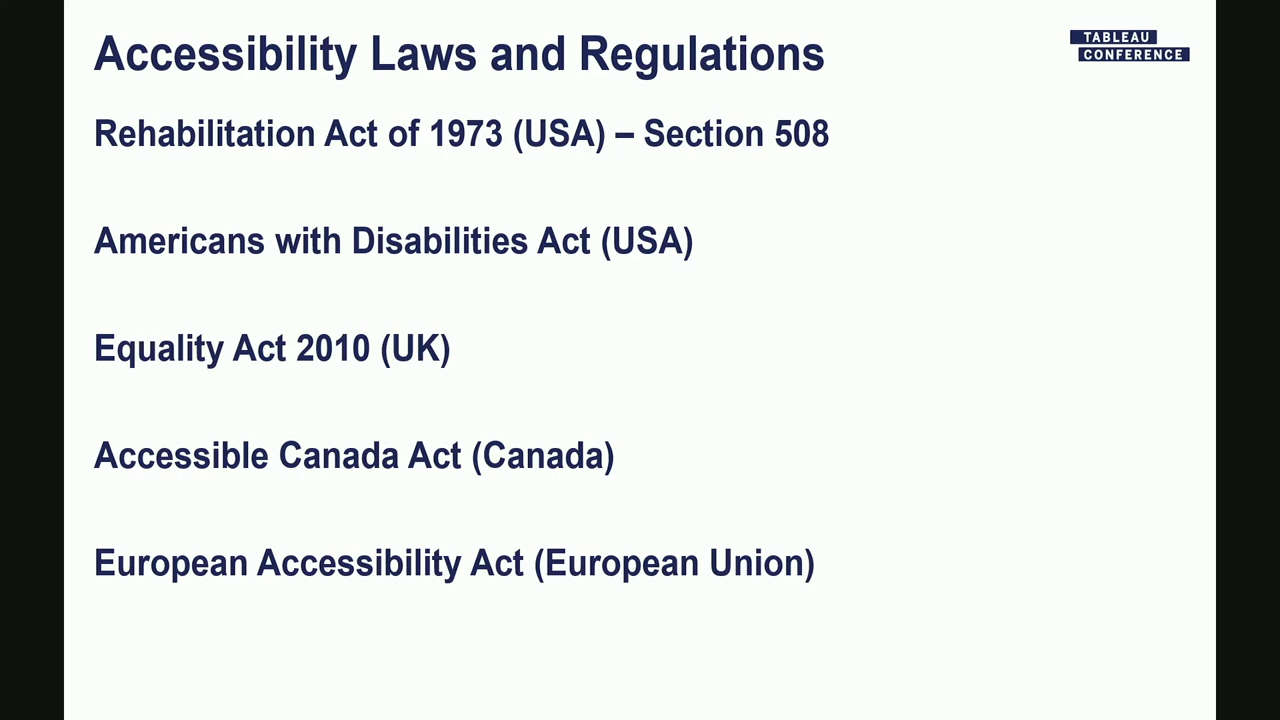 Accessibility Laws and Regulations
TABLEAU
CONFERENCE
Rehabilitation Act of 1973 (USA) – Section 508
Americans with Disabilities Act (USA)
Equality Act 2010 (UK)
Accessible Canada Act (Canada)
European Accessibility Act (European Union)